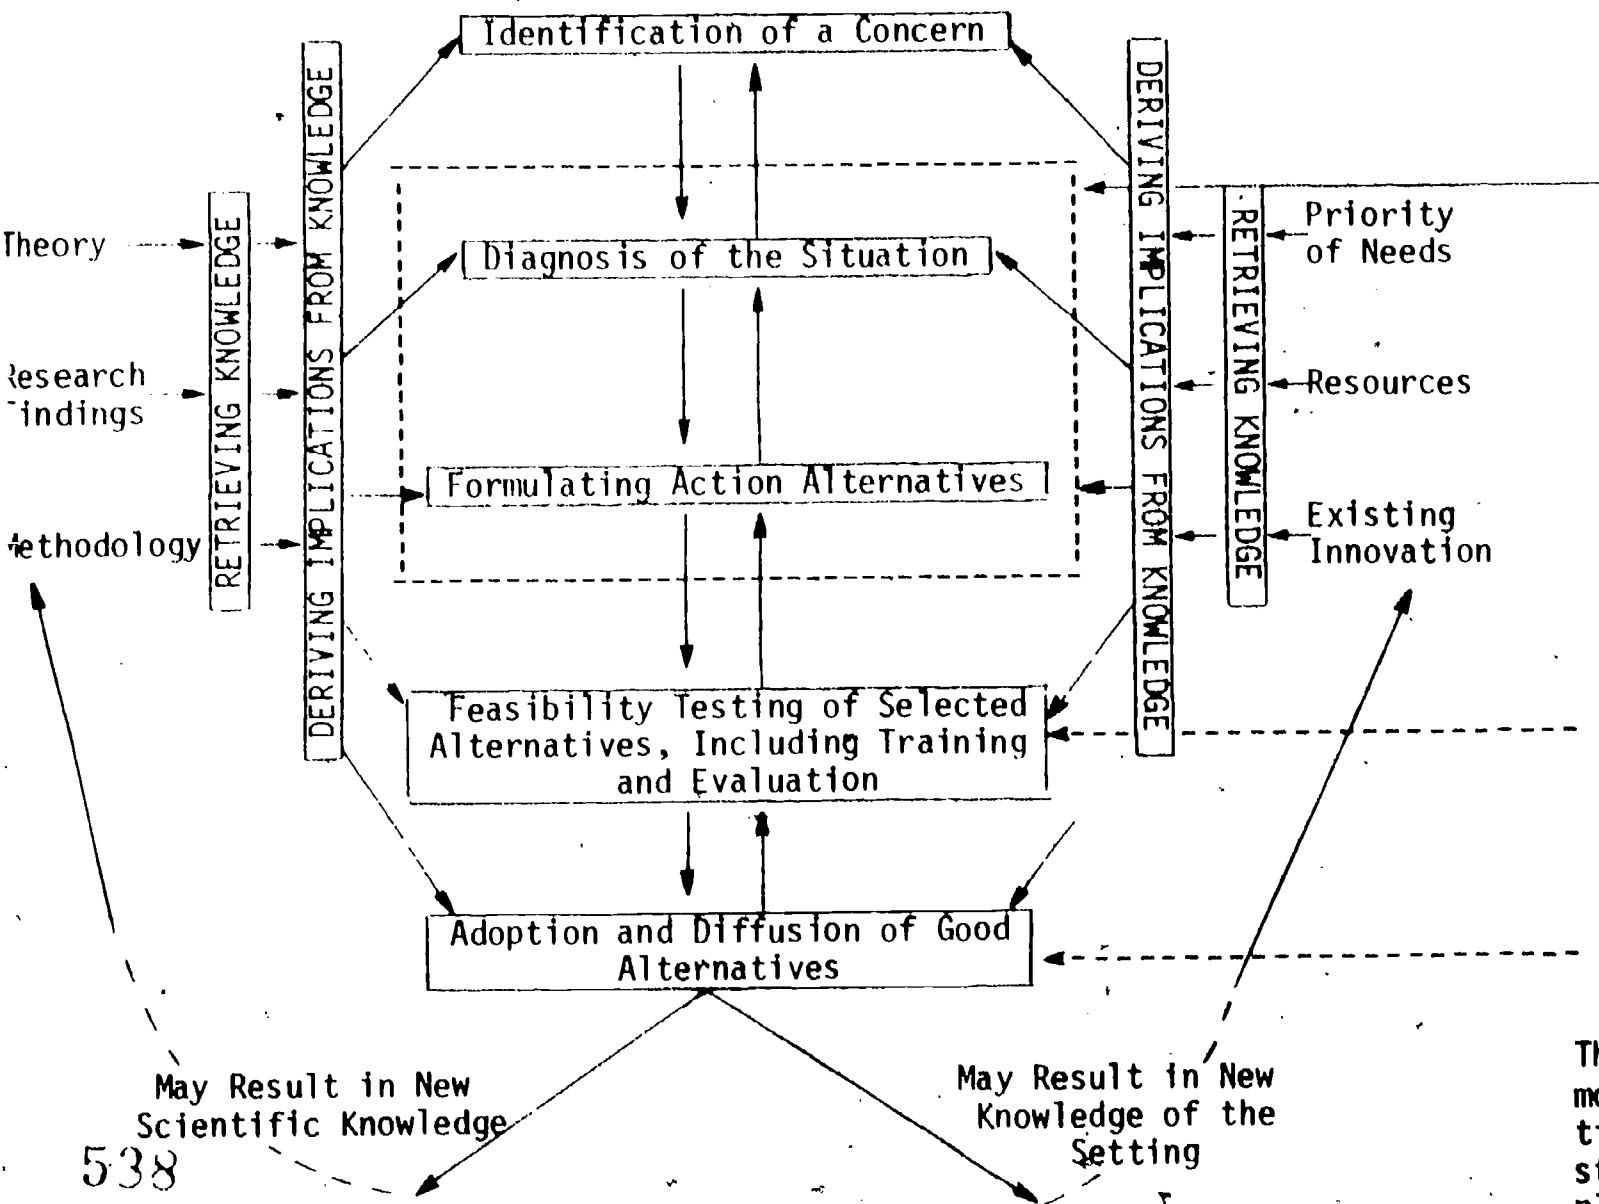 Identification of a Concern
DERIVING IMPLICATIONS FROM KNOWLEDGE
DERIVING IMPLICATIONS FROM KNOWLEDGE
RETRIEVING KNOWLEDGE
RETRIEVING KNOWLEDGE
Theory
Priority
of Needs
Diagnosis of the Situation
Research
Findings
Resources
Formulating Action Alternatives
Methodology
Existing
Innovation
Feasibility Testing of Selected
Alternatives, Including Training
and Evaluation
Adoption and Diffusion of Good
Alternatives
May Result in New
Scientific Knowledge
May Result in New
Knowledge of the
Setting
538